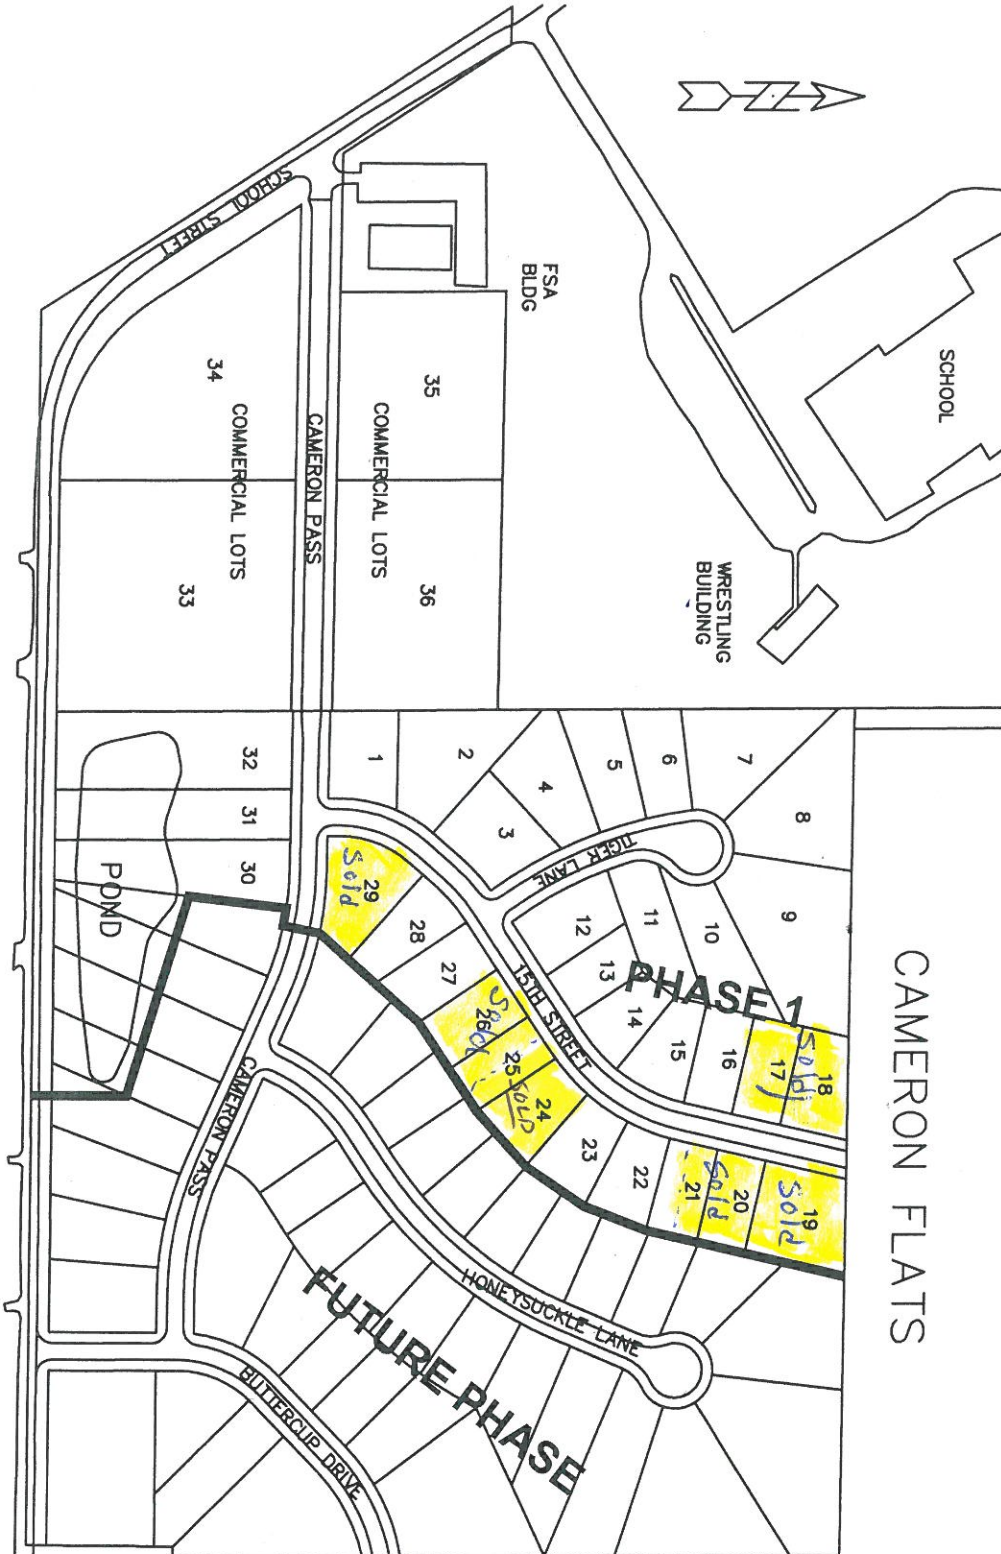 CAMERON FLATS
N
SCHOOL
WRESTLING
BUILDING
FSA
BLDG
SCHOOL STREET
CAMERON PASS
COMMERCIAL LOTS
COMMERCIAL LOTS
35
36
34
33
32
31
30
POND
1
2
3
4
5
6
7
8
9
10
11
12
13
14
15
16
17
18
Sold
TIGER LANE
15TH STREET
PHASE 1
19
Sold
20
21
Sold
22
23
24
25
SOLD
26
Sold
27
28
29
Sold
CAMERON PASS
HONEYSUCKLE LANE
BUTTERCUP DRIVE
FUTURE PHASE